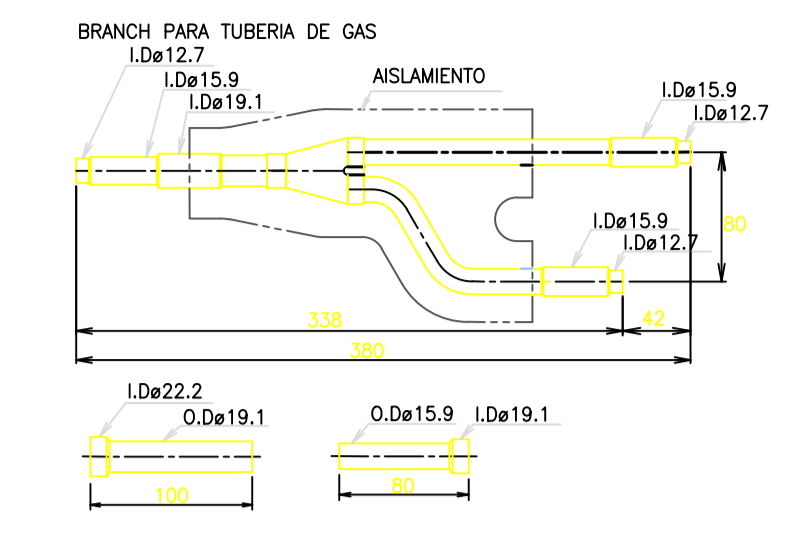 BRANCH PARA TUBERIA DE GAS
I.Dø12.7
I.Dø15.9
I.Dø19.1
AISLAMIENTO
I.Dø15.9
I.Dø12.7
I.Dø15.9
I.Dø12.7
80
338
42
380
I.Dø22.2
O.Dø19.1
100
O.Dø15.9
I.Dø19.1
80